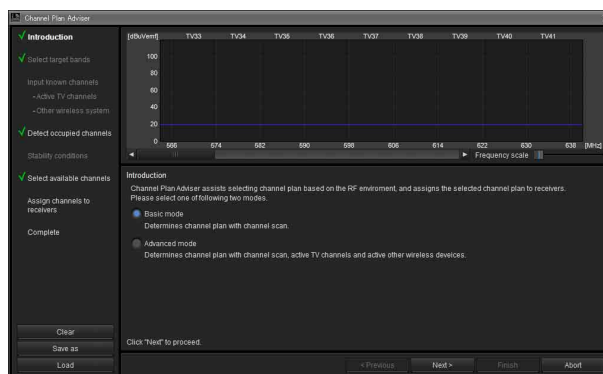 Channel Plan Adviser
Introduction
Select target bands
Input known channels
- Active TV channels
- Other wireless system
Detect occupied channels
Stability conditions
Select available channels
Assign channels to
receivers
Complete
Clear
Save as
Load
[dBuVemf] TV33 TV34 TV35 TV36 TV37 TV38 TV39 TV40 TV41
100
80
60
40
20
0
566 574 582 590 598 606 614 622 630 638 [MHz]
Frequency scale
Introduction
Channel Plan Adviser assists selecting channel plan based on the RF enviroment, and assigns the selected channel plan to receivers.
Please select one of following two modes.
Basic mode
Determines channel plan with channel scan.
Advanced mode
Determines channel plan with channel scan, active TV channels and active other wireless deveices.
Click "Next" to proceed.
< Previous Next > Finish Abort